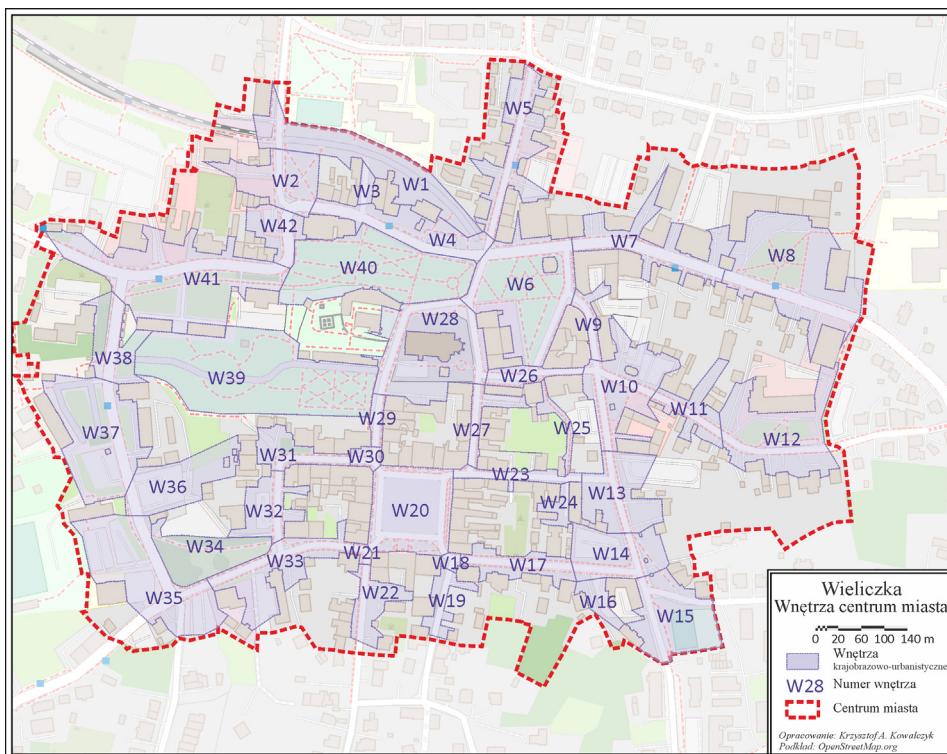 W5
W1
W3
W2
W42
W4
W7
W8
W40
W41
W6
W28
W9
W38
W39
W26
W10
W29
W11
W25
W27
W12
W37
W31
W30
W36
W23
W13
W24
W32
W20
W34
W14
W21
W33
W18
W17
W35
W22
W19
W16
W15
Wieliczka
Wnętrza centrum miasta
0 20 60 100 140 m
Wnętrza
krajobrazowo-urbanistyczne
W28 Numer wnętrza
Centrum miasta
Opracowanie: Krzysztof A. Kowalczyk
Podkład: OpenStreetMap.org